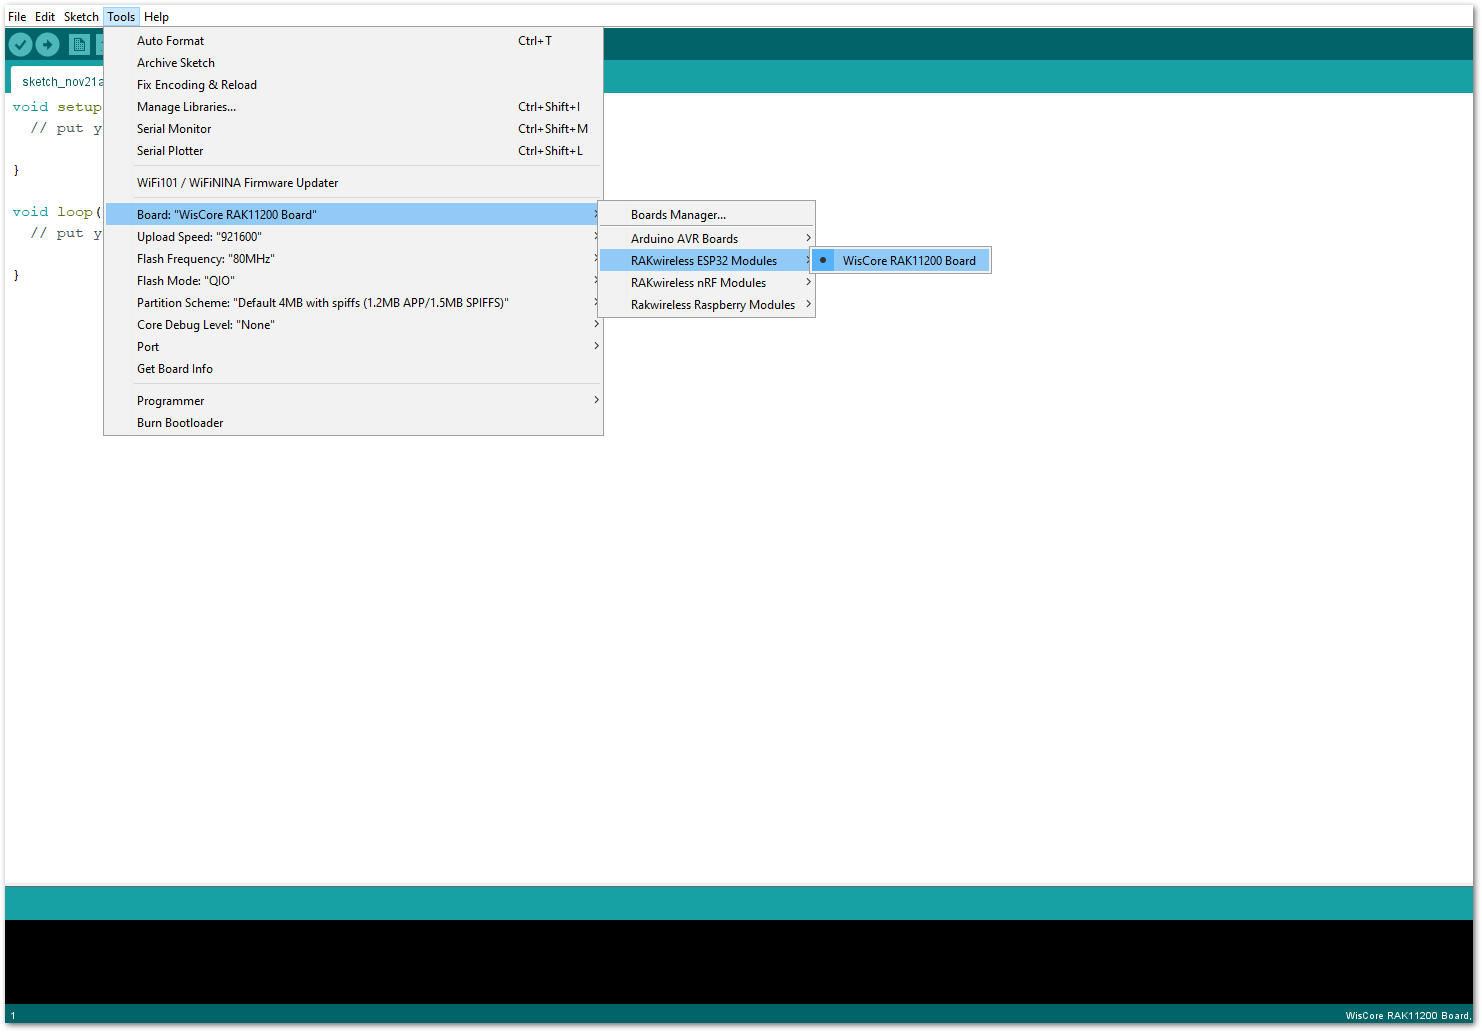 File Edit Sketch Tools Help
sketch_nov21a
void setup
// put y
}
void loop(
// put y
}
Auto Format Ctrl+T
Archive Sketch
Fix Encoding & Reload
Manage Libraries... Ctrl+Shift+I
Serial Monitor Ctrl+Shift+M
Serial Plotter Ctrl+Shift+L
WiFi101 / WiFiNINA Firmware Updater
Board: "WisCore RAK11200 Board"
Upload Speed: "921600"
Flash Frequency: "80MHz"
Flash Mode: "QIO"
Partition Scheme: "Default 4MB with spiffs (1.2MB APP/1.5MB SPIFFS)"
Core Debug Level: "None"
Port
Get Board Info
Programmer
Burn Bootloader
Boards Manager...
Arduino AVR Boards
RAKwireless ESP32 Modules
RAKwireless nRF Modules
Rakwireless Raspberry Modules
WisCore RAK11200 Board
1 WisCore RAK11200 Board,